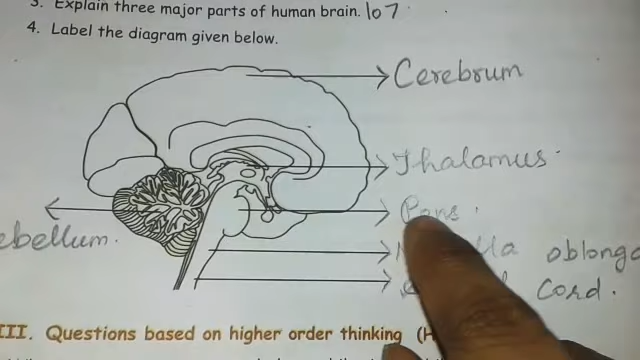 3. Explain three major parts of human brain. 107
4. Label the diagram given below.
Cerebrum
Thalamus.
Pons.
ebellum.
oblonga
Cord.
III. Questions based on higher order thinking (H